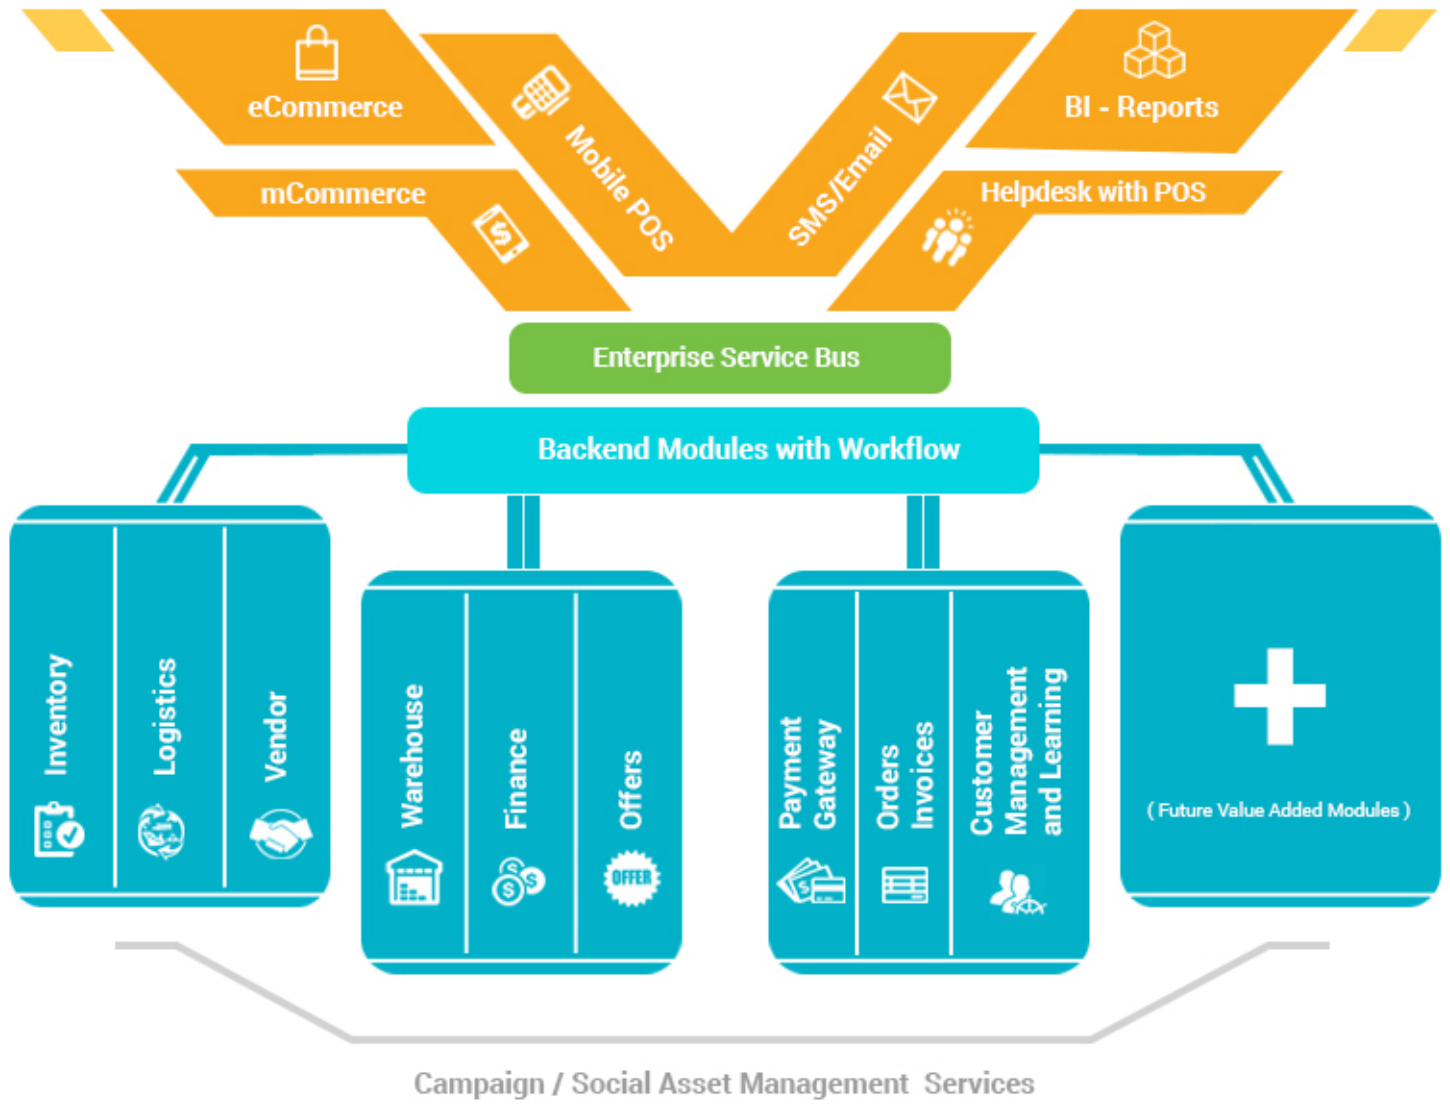 eCommerce
mCommerce
Mobile POS
SMS/Email
BI - Reports
Helpdesk with POS
Enterprise Service Bus
Backend Modules with Workflow
Inventory
Logistics
Vendor
Warehouse
Finance
Offers
OFFER
Payment
Gateway
Orders
Invoices
Customer
Management
and Learning
( Future Value Added Modules )
Campaign / Social Asset Management Services